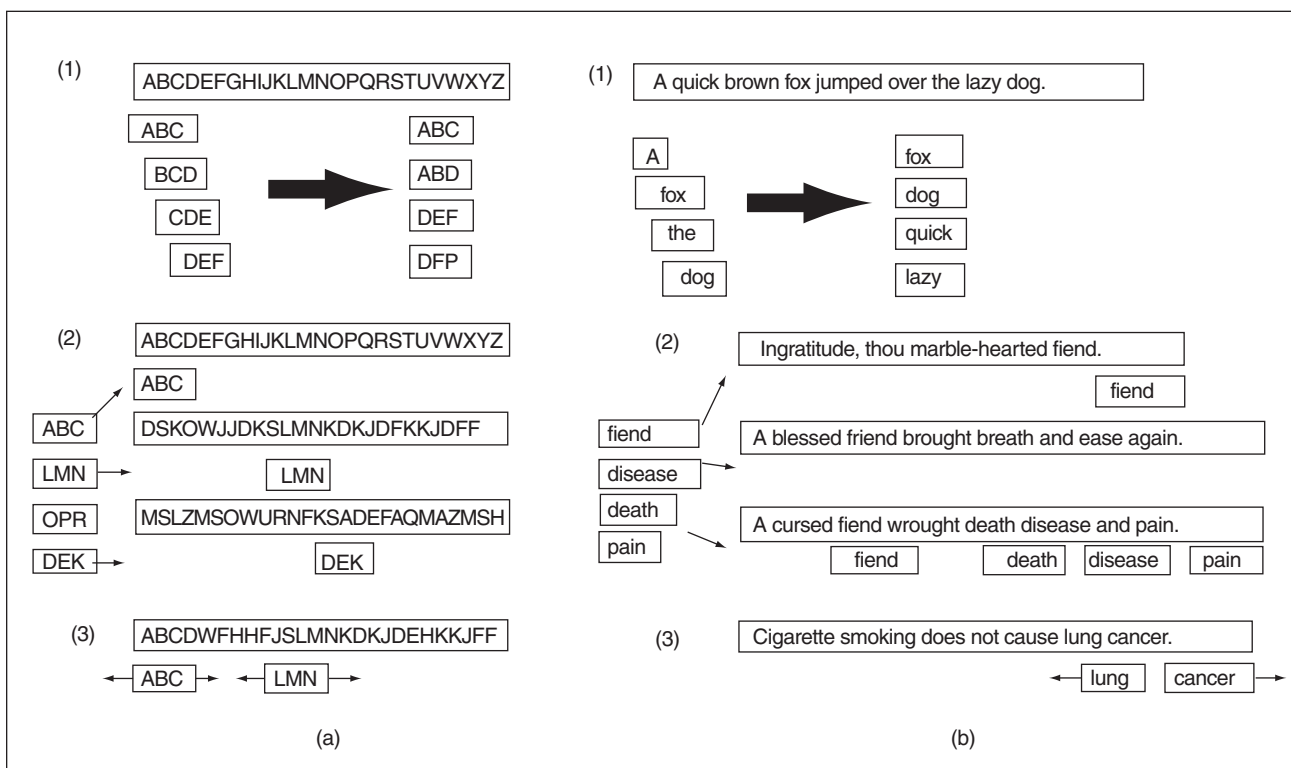 (1)
ABCDEFGHIJKLMNOPQRSTUVWXYZ
ABC
BCD
CDE
DEF
ABC
ABD
DEF
DFP
(2)
ABCDEFGHIJKLMNOPQRSTUVWXYZ
ABC
ABC
DSKOWJJDKSLMNKDKJDFKKJDFF
LMN
LMN
OPR
MSLZMSOWURNFKSADEFAQMAZMSH
DEK
DEK
(3)
ABCDWFHHFJSLMNKDKJDEHKKJFF
ABC
LMN
(a)
(1)
A quick brown fox jumped over the lazy dog.
A
fox
the
dog
fox
dog
quick
lazy
(2)
Ingratitude, thou marble-hearted fiend.
fiend
fiend
A blessed friend brought breath and ease again.
disease
death
pain
A cursed fiend wrought death disease and pain.
fiend
death
disease
pain
(3)
Cigarette smoking does not cause lung cancer.
lung
cancer
(b)